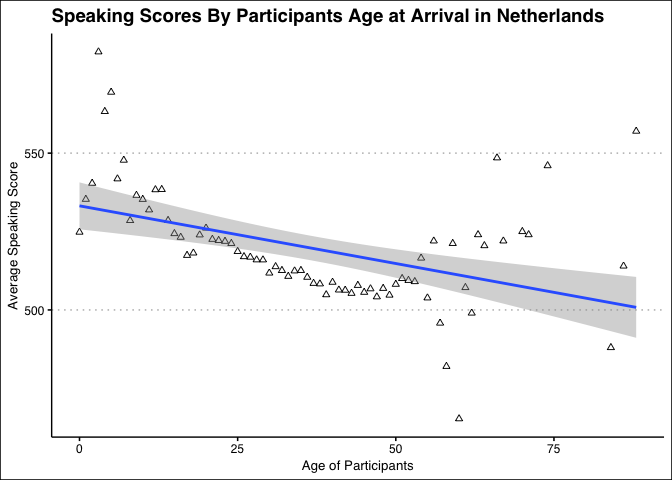 Speaking Scores By Participants Age at Arrival in Netherlands
Average Speaking Score
550
500
0
25
50
75
Age of Participants